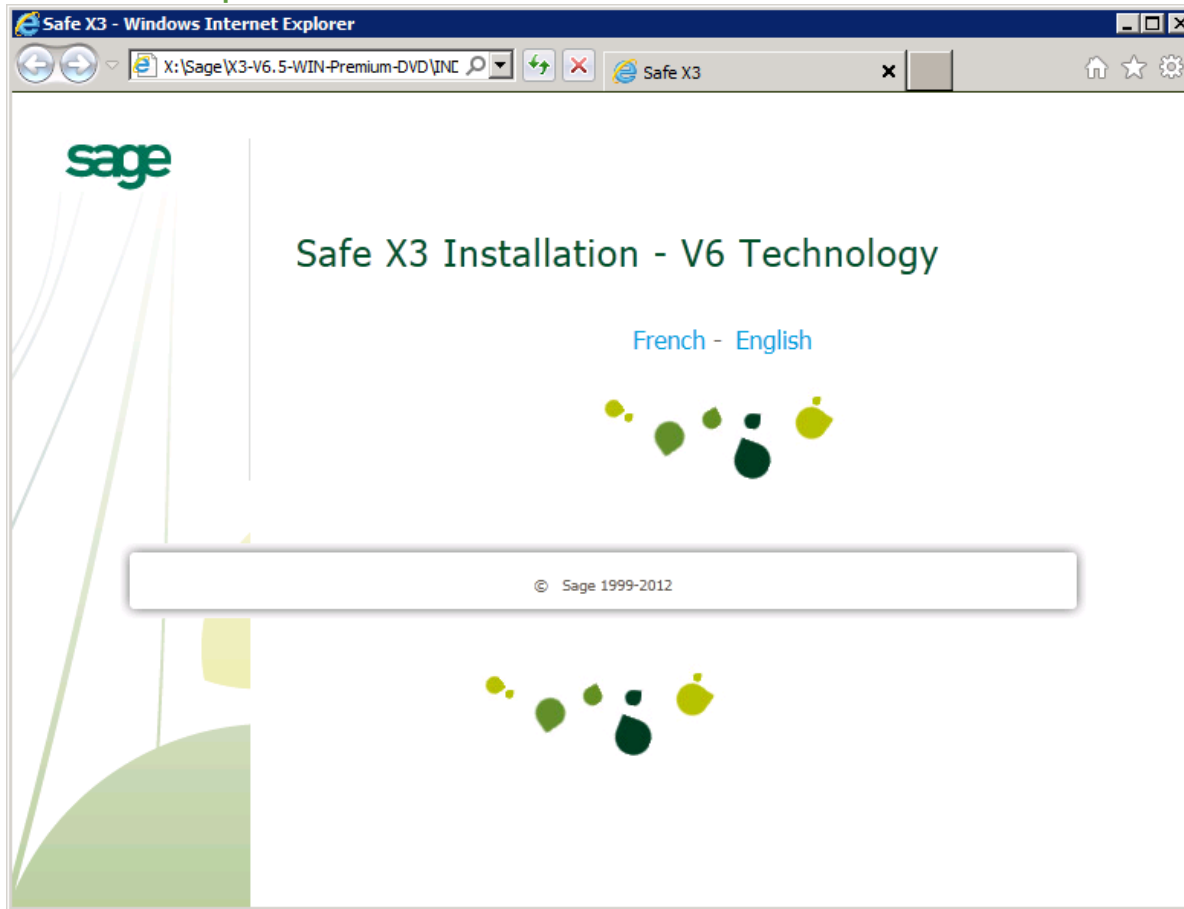 Safe X3 - Windows Internet Explorer
X:\Sage\X3-V6.5-WIN-Premium-DVD\IND
Safe X3
sage
Safe X3 Installation - V6 Technology
French - English
© Sage 1999-2012